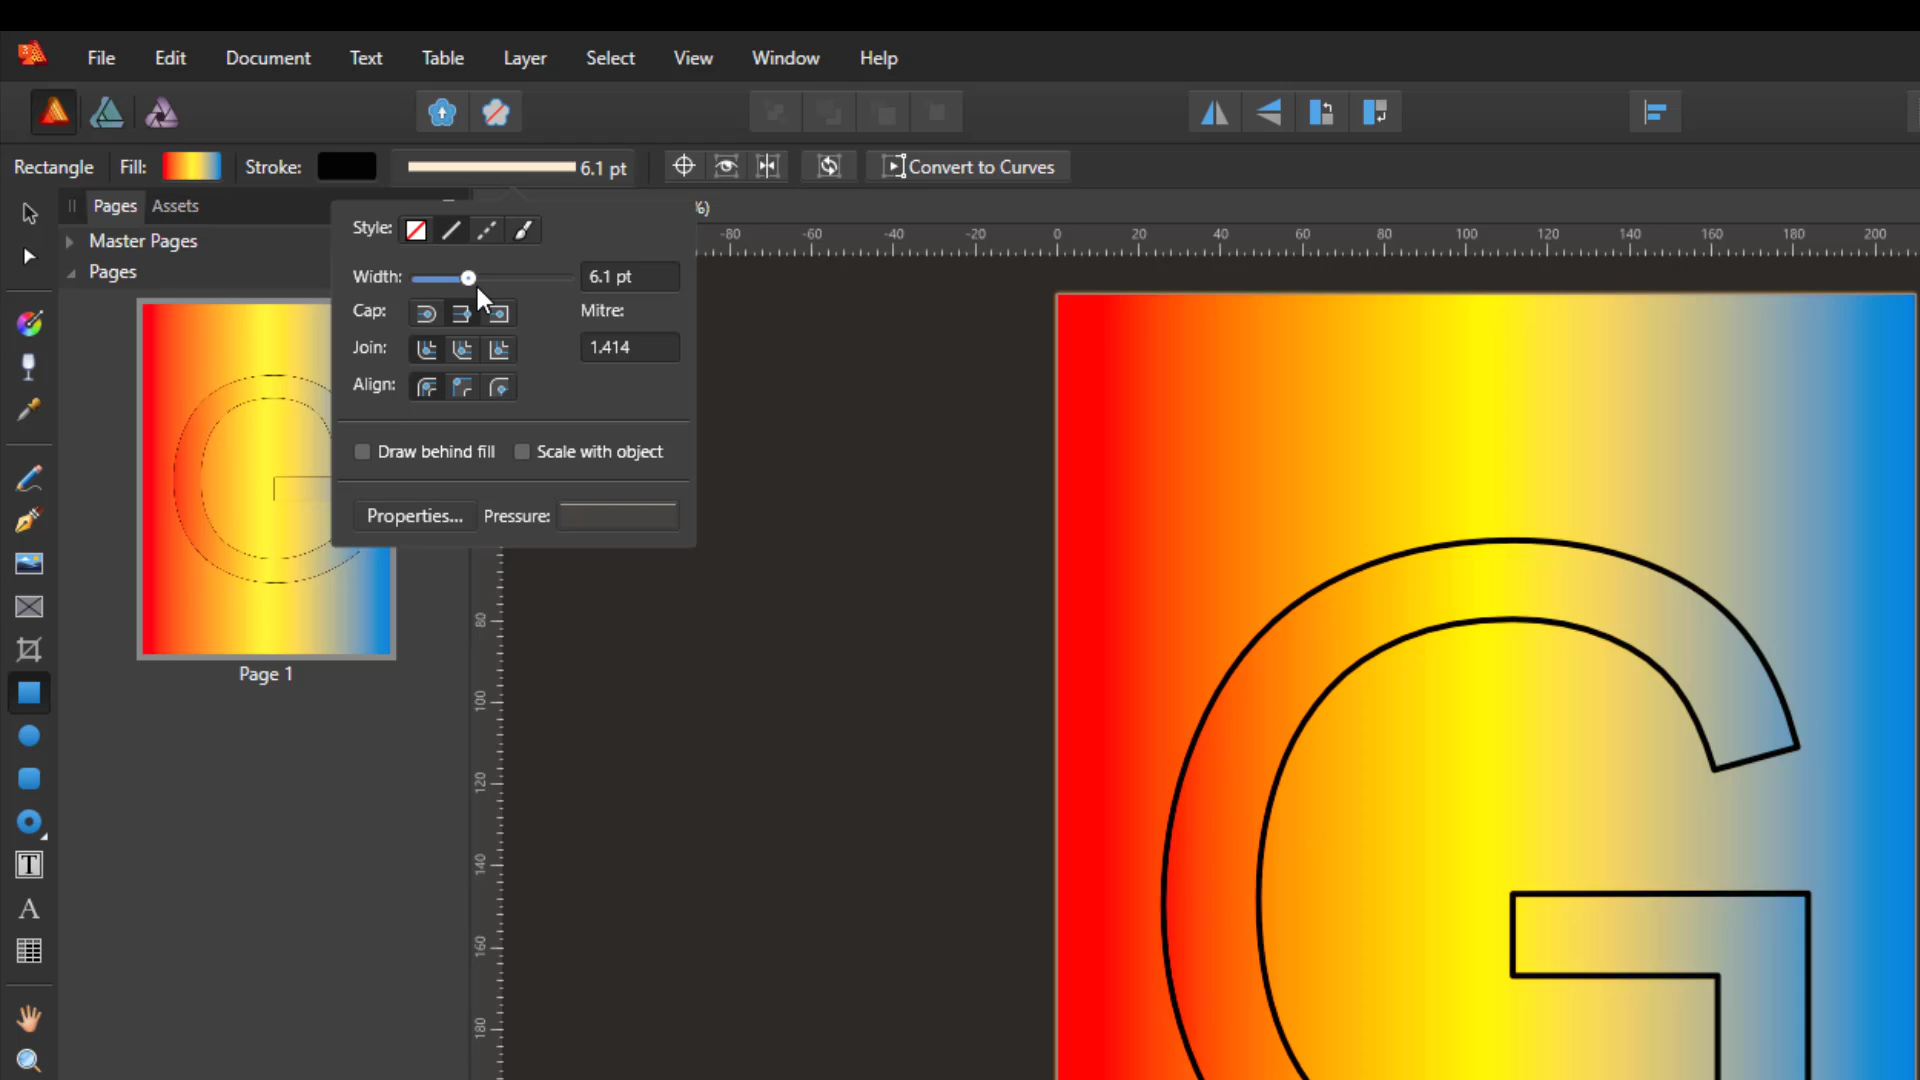 File Edit Document Text Table Layer Select View Window Help
Rectangle Fill: Stroke: 6.1 pt Convert to Curves
Pages Assets %)
Master Pages
Pages
Page 1
Style:
Width: 6.1 pt
Cap: Mitre:
Join: 1.414
Align:
Draw behind fill Scale with object
Properties... Pressure:
-80 -60 -40 -20 0 20 40 60 80 100 120 140 160 180 200
80
100
120
140
160
180
T
A
G